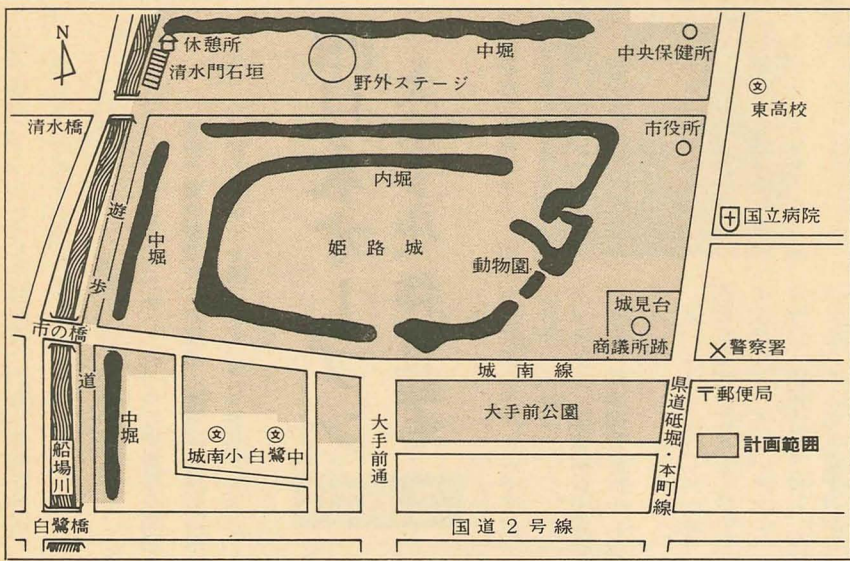 N
休憩所
清水門石垣
中堀
野外ステージ
中央保健所
東高校
清水橋
市役所
遊歩道
中堀
内堀
国立病院
姫路城
動物園
城見台
商議所跡
市の橋
警察署
城南線
郵便局
県道砥堀・本町線
大手前公園
大手前通
中堀
城南小
白鷺中
計画範囲
船場川
白鷺橋
国道2号線
文
文
文